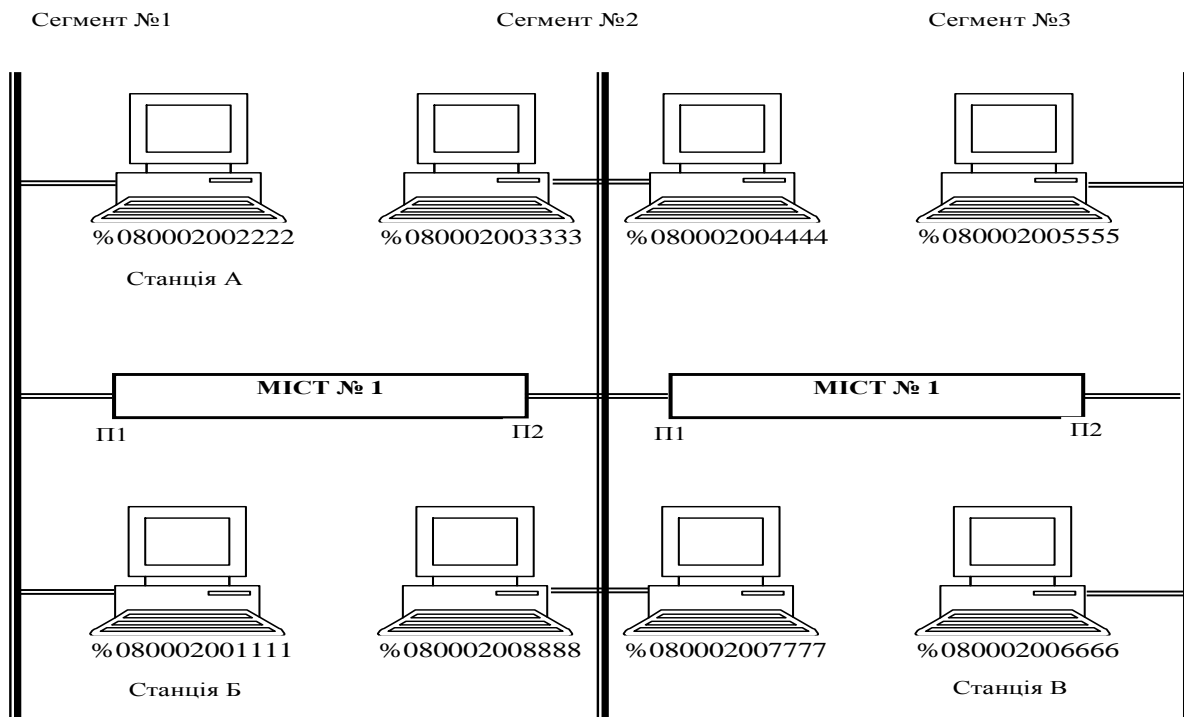 Сегмент №1 Сегмент №2 Сегмент №3
%080002002222 %080002003333 %080002004444 %080002005555
Станція А
МІСТ № 1 МІСТ № 1
П1 П2 П1 П2
%080002001111 %080002008888 %080002007777 %080002006666
Станція Б Станція В